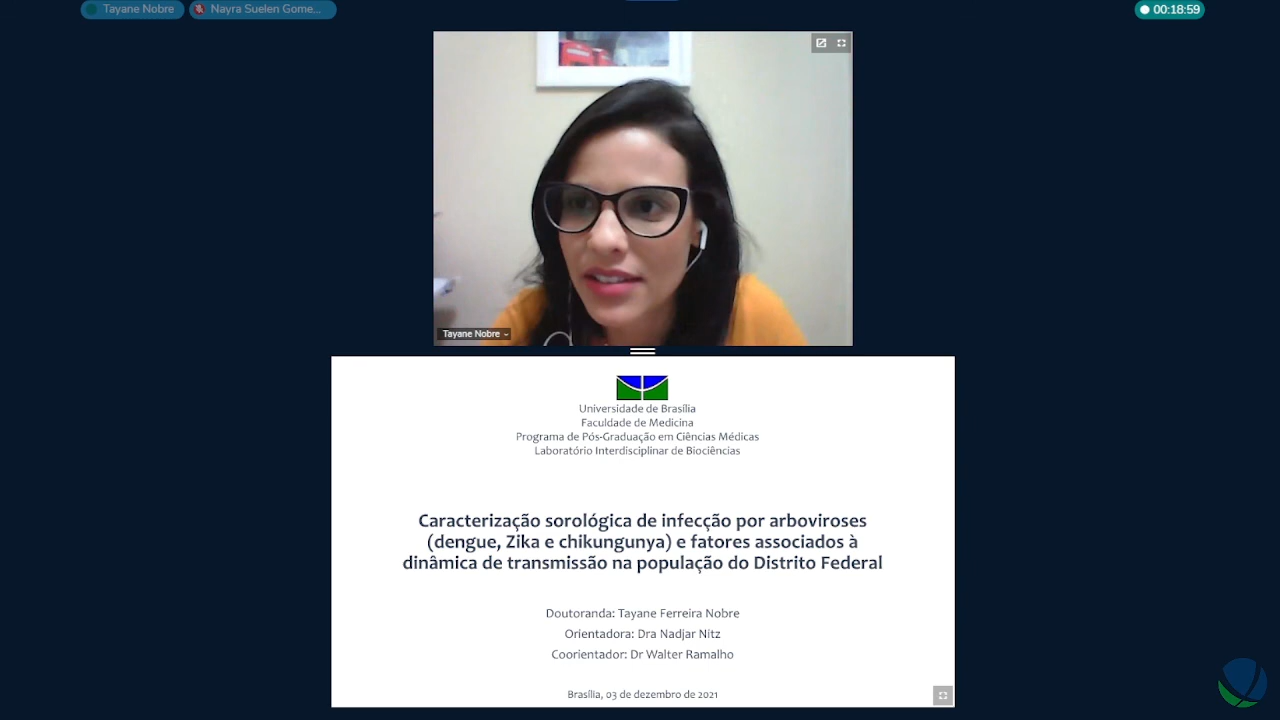 Tayane Nobre
Nayra Suelen Gome...
00:18:59
Tayane Nobre
Universidade de Brasília
Faculdade de Medicina
Programa de Pós-Graduação em Ciências Médicas
Laboratório Interdisciplinar de Biociências
Caracterização sorológica de infecção por arboviroses
(dengue, Zika e chikungunya) e fatores associados à
dinâmica de transmissão na população do Distrito Federal
Doutoranda: Tayane Ferreira Nobre
Orientadora: Dra Nadjar Nitz
Coorientador: Dr Walter Ramalho
Brasília, 03 de dezembro de 2021